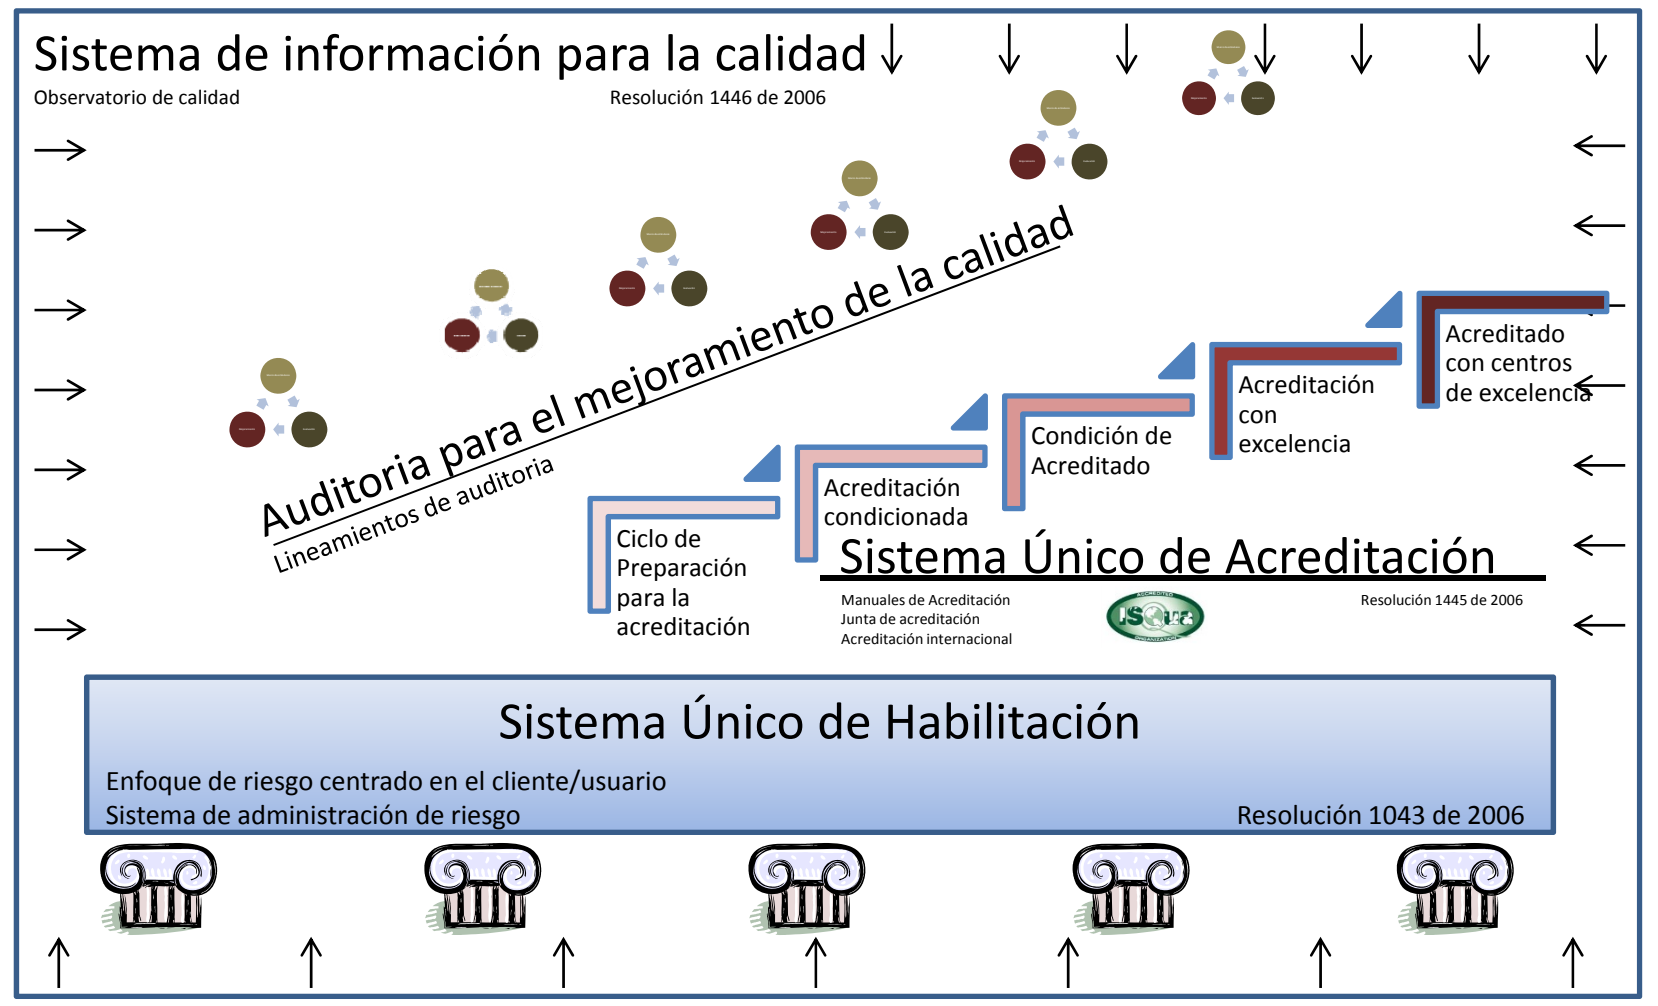 Sistema de información para la calidad
Observatorio de calidad
Resolución 1446 de 2006
Auditoria para el mejoramiento de la calidad
Lineamientos de auditoria
Ciclo de
Preparación
para la
acreditación
Acreditación
condicionada
Condición de
Acreditado
Acreditación
con
excelencia
Acreditado
con centros
de excelencia
Sistema Único de Acreditación
Manuales de Acreditación
Junta de acreditación
Acreditación internacional
ACCREDITED
ISQua
ORGANIZATION
Resolución 1445 de 2006
Sistema Único de Habilitación
Enfoque de riesgo centrado en el cliente/usuario
Sistema de administración de riesgo
Resolución 1043 de 2006